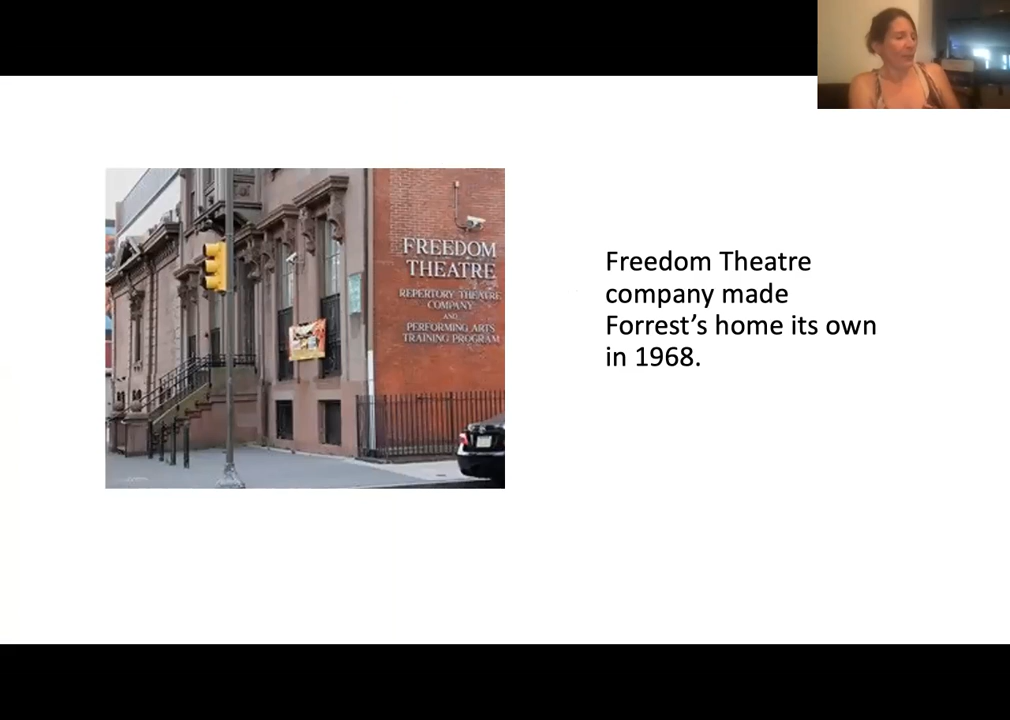 FREEDOM
THEATRE
REPERTORY THEATRE
COMPANY
AND
PERFORMING ARTS
TRAINING PROGRAM
Freedom Theatre
company made
Forrest’s home its own
in 1968.